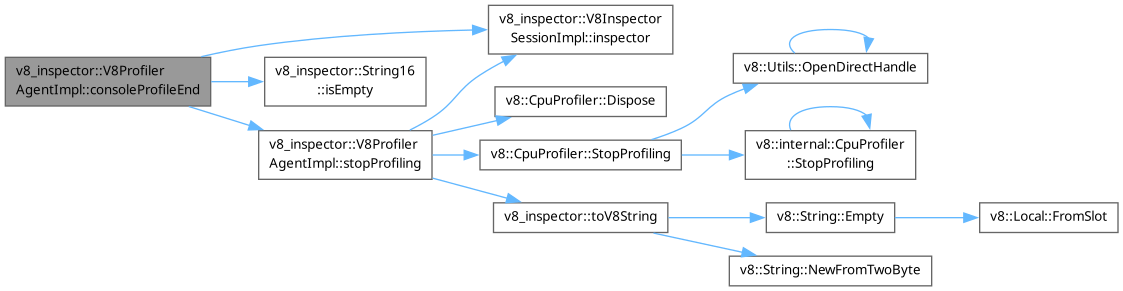 v8_inspector::V8Profiler
AgentImpl::consoleProfileEnd
v8_inspector::V8Inspector
SessionImpl::inspector
v8_inspector::String16
::isEmpty
v8_inspector::V8Profiler
AgentImpl::stopProfiling
v8::CpuProfiler::Dispose
v8::CpuProfiler::StopProfiling
v8_inspector::toV8String
v8::Utils::OpenDirectHandle
v8::internal::CpuProfiler
::StopProfiling
v8::String::Empty
v8::String::NewFromTwoByte
v8::Local::FromSlot